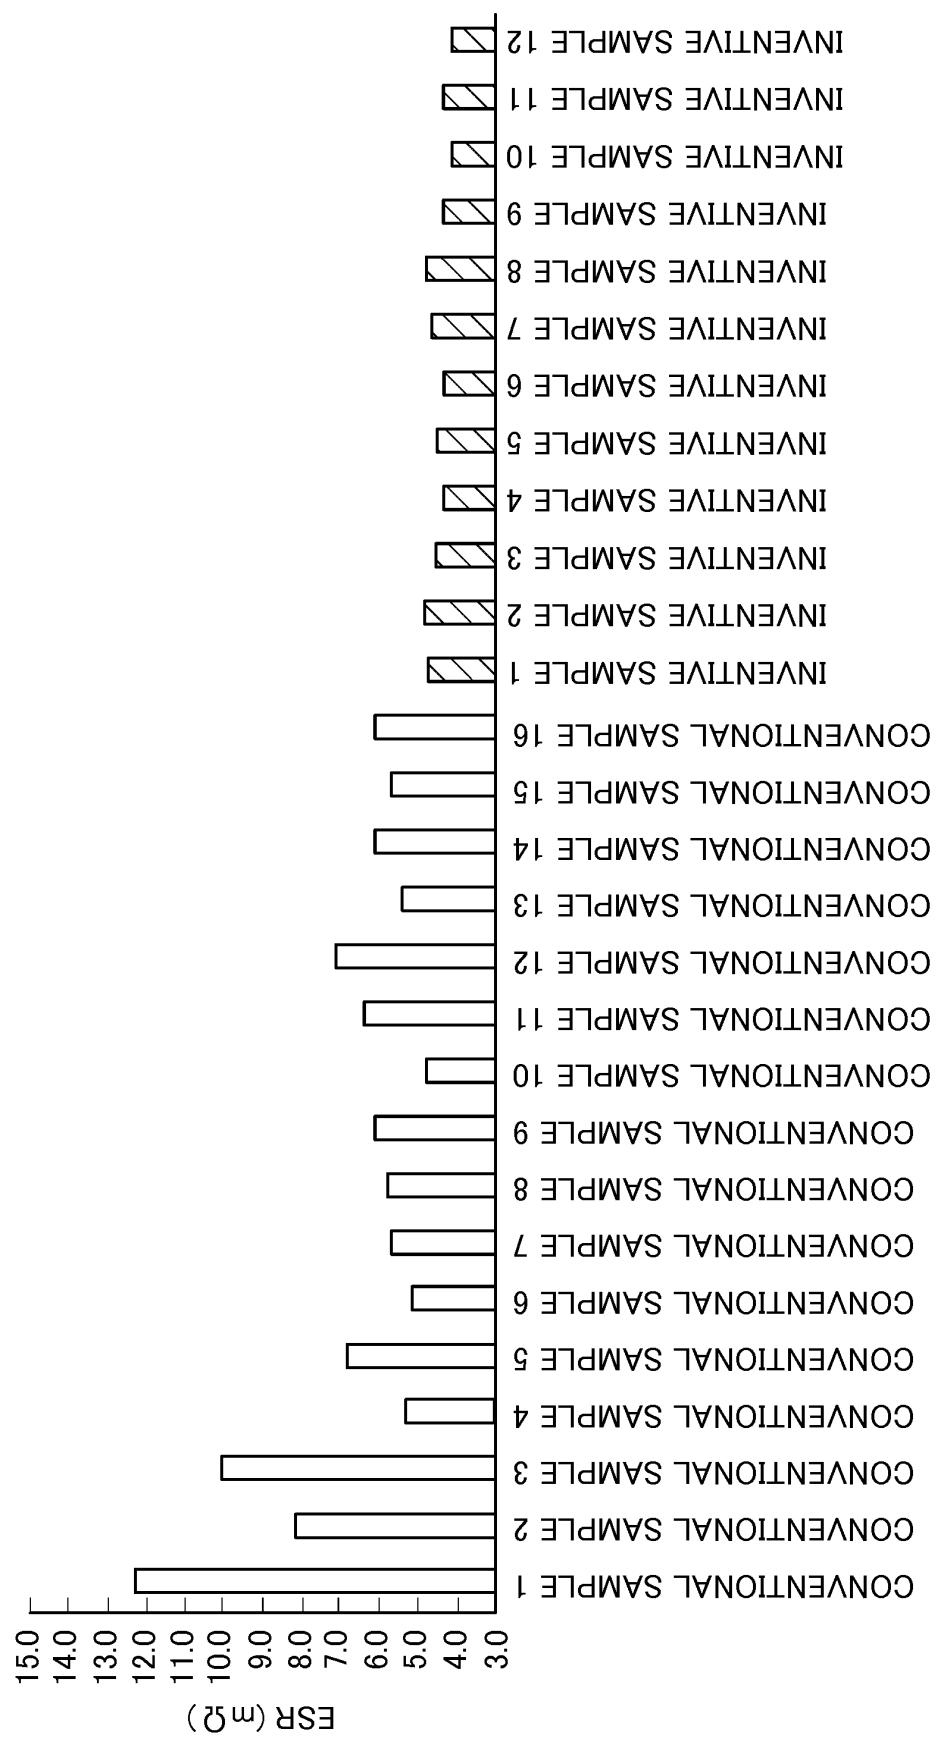 ESR (mΩ)
15.0
14.0
13.0
12.0
11.0
10.0
9.0
8.0
7.0
6.0
5.0
4.0
3.0
CONVENTIONAL SAMPLE 1
CONVENTIONAL SAMPLE 2
CONVENTIONAL SAMPLE 3
CONVENTIONAL SAMPLE 4
CONVENTIONAL SAMPLE 5
CONVENTIONAL SAMPLE 6
CONVENTIONAL SAMPLE 7
CONVENTIONAL SAMPLE 8
CONVENTIONAL SAMPLE 9
CONVENTIONAL SAMPLE 10
CONVENTIONAL SAMPLE 11
CONVENTIONAL SAMPLE 12
CONVENTIONAL SAMPLE 13
CONVENTIONAL SAMPLE 14
CONVENTIONAL SAMPLE 15
CONVENTIONAL SAMPLE 16
INVENTIVE SAMPLE 1
INVENTIVE SAMPLE 2
INVENTIVE SAMPLE 3
INVENTIVE SAMPLE 4
INVENTIVE SAMPLE 5
INVENTIVE SAMPLE 6
INVENTIVE SAMPLE 7
INVENTIVE SAMPLE 8
INVENTIVE SAMPLE 9
INVENTIVE SAMPLE 10
INVENTIVE SAMPLE 11
INVENTIVE SAMPLE 12